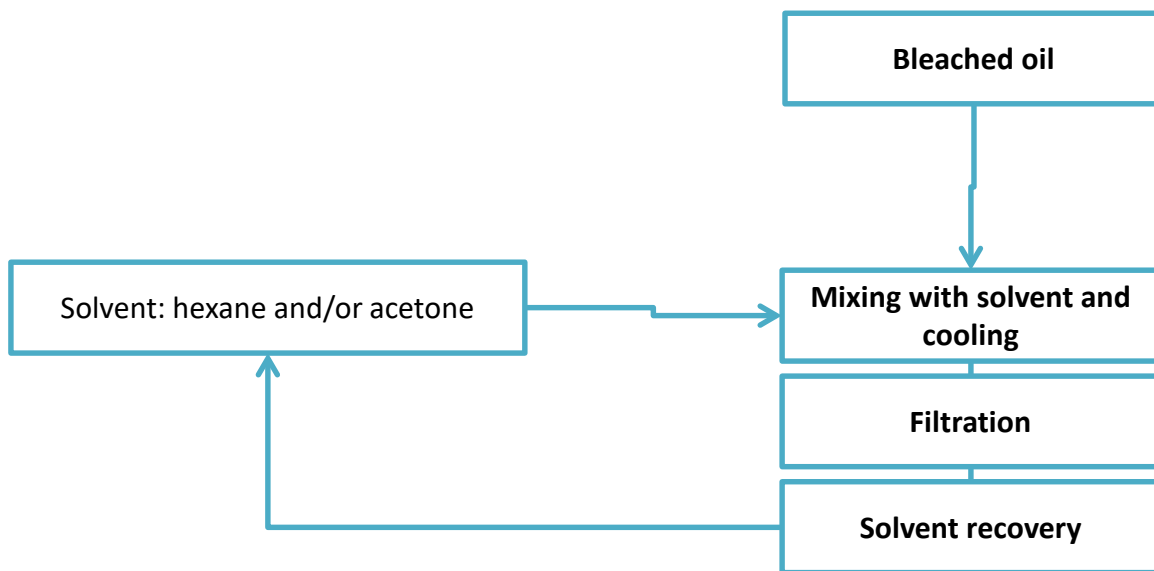 Bleached oil
Solvent: hexane and/or acetone
Mixing with solvent and
cooling
Filtration
Solvent recovery